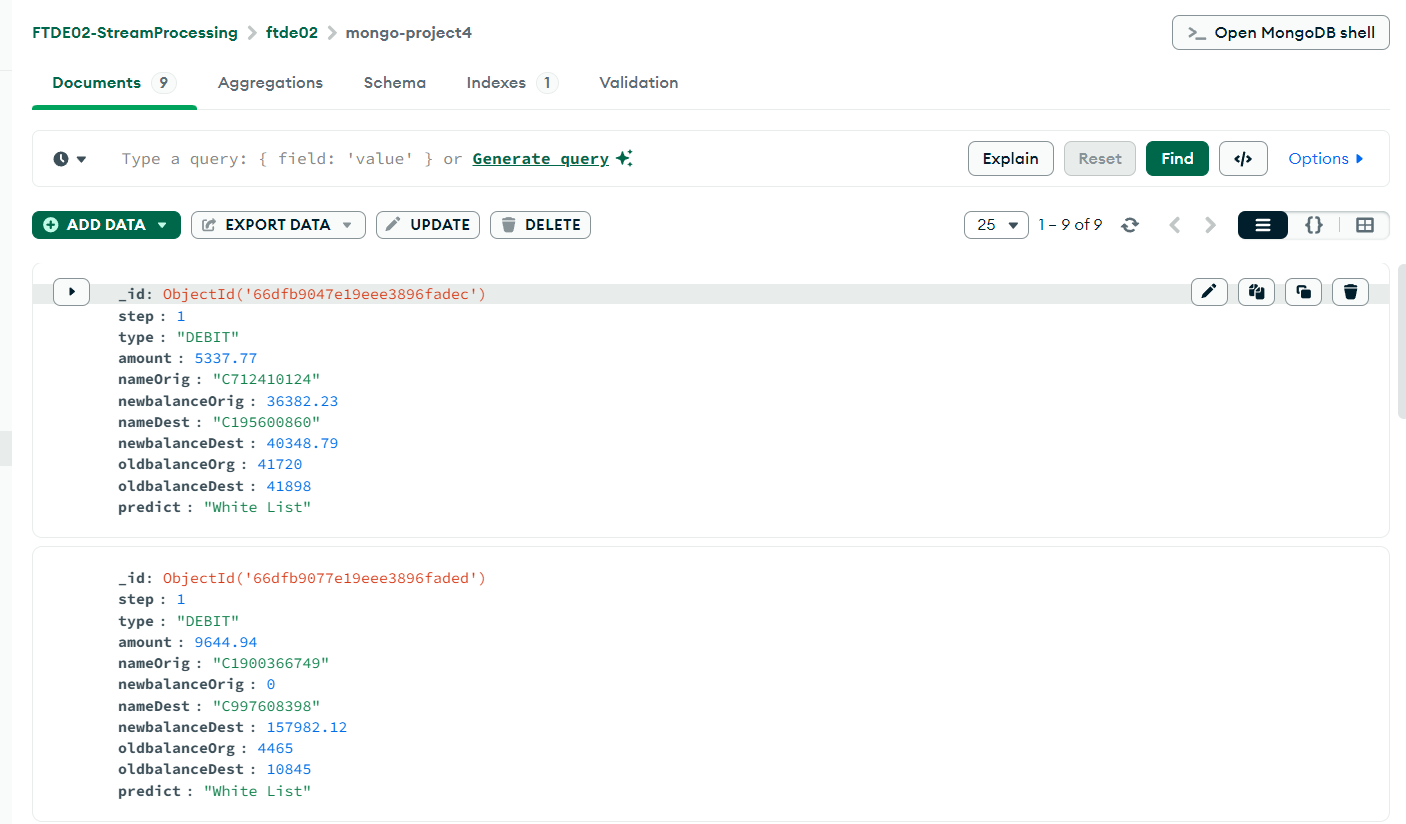 FTDE02-StreamProcessing > ftde02 > mongo-project4
>_ Open MongoDB shell
Documents 9 Aggregations Schema Indexes 1 Validation
Type a query: { field: 'value' } or Generate query
Explain Reset Find </> Options
ADD DATA EXPORT DATA UPDATE DELETE 25 1 – 9 of 9 {}
_id: ObjectId('66dfb9047e19eee3896fadec')
step : 1
type : "DEBIT"
amount : 5337.77
nameOrig : "C712410124"
newbalanceOrig : 36382.23
nameDest : "C195600860"
newbalanceDest : 40348.79
oldbalanceOrg : 41720
oldbalanceDest : 41898
predict : "White List"
_id: ObjectId('66dfb9077e19eee3896faded')
step : 1
type : "DEBIT"
amount : 9644.94
nameOrig : "C1900366749"
newbalanceOrig : 0
nameDest : "C997608398"
newbalanceDest : 157982.12
oldbalanceOrg : 4465
oldbalanceDest : 10845
predict : "White List"